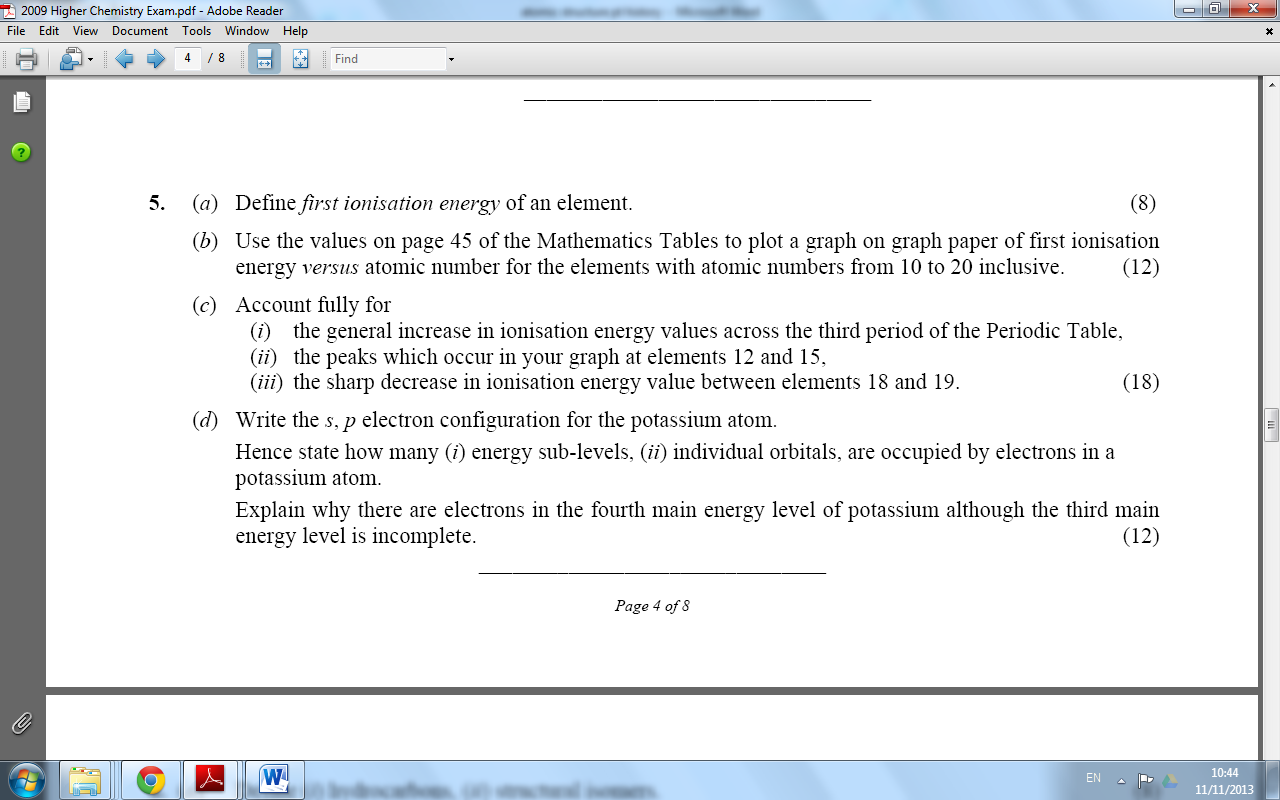 2009 Higher Chemistry Exam.pdf - Adobe Reader
File Edit View Document Tools Window Help
4 / 8 Find
5. (a) Define first ionisation energy of an element. (8)
(b) Use the values on page 45 of the Mathematics Tables to plot a graph on graph paper of first ionisation
energy versus atomic number for the elements with atomic numbers from 10 to 20 inclusive. (12)
(c) Account fully for
(i) the general increase in ionisation energy values across the third period of the Periodic Table,
(ii) the peaks which occur in your graph at elements 12 and 15,
(iii) the sharp decrease in ionisation energy value between elements 18 and 19. (18)
(d) Write the s, p electron configuration for the potassium atom.
Hence state how many (i) energy sub-levels, (ii) individual orbitals, are occupied by electrons in a
potassium atom.
Explain why there are electrons in the fourth main energy level of potassium although the third main
energy level is incomplete. (12)
Page 4 of 8
EN 10:44
11/11/2013